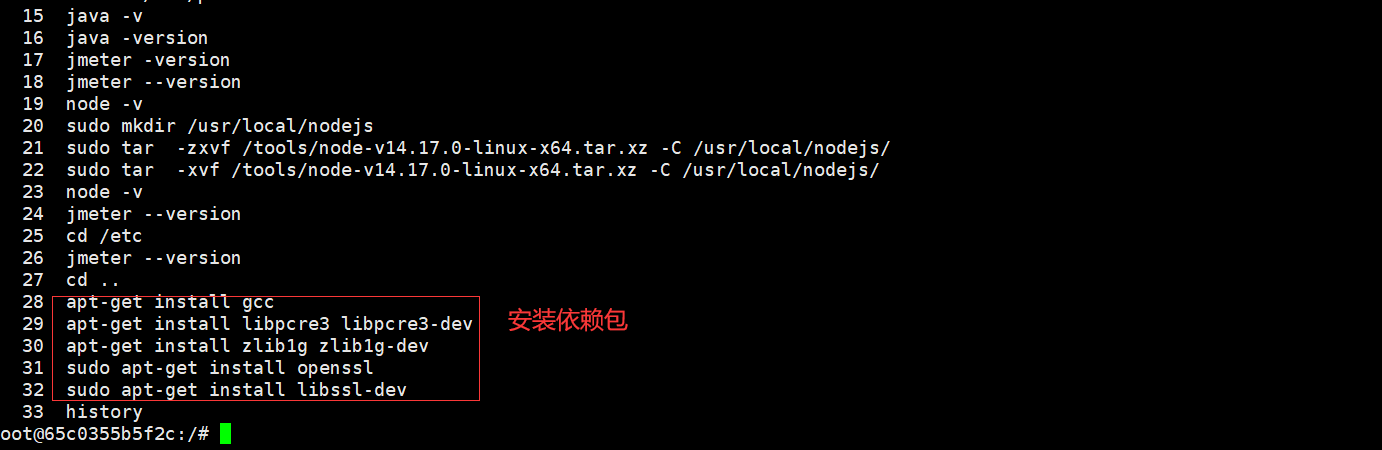 15  java -v
16  java -version
17  jmeter -version
18  jmeter --version
19  node -v
20  sudo mkdir /usr/local/nodejs
21  sudo tar  -zxvf /tools/node-v14.17.0-linux-x64.tar.xz -C /usr/local/nodejs/
22  sudo tar  -xvf /tools/node-v14.17.0-linux-x64.tar.xz -C /usr/local/nodejs/
23  node -v
24  jmeter --version
25  cd /etc
26  jmeter --version
27  cd ..
28  apt-get install gcc
29  apt-get install libpcre3 libpcre3-dev
安装依赖包
30  apt-get install zlib1g zlib1g-dev
31  sudo apt-get install openssl
32  sudo apt-get install libssl-dev
33  history
oot@65c0355b5f2c:/#